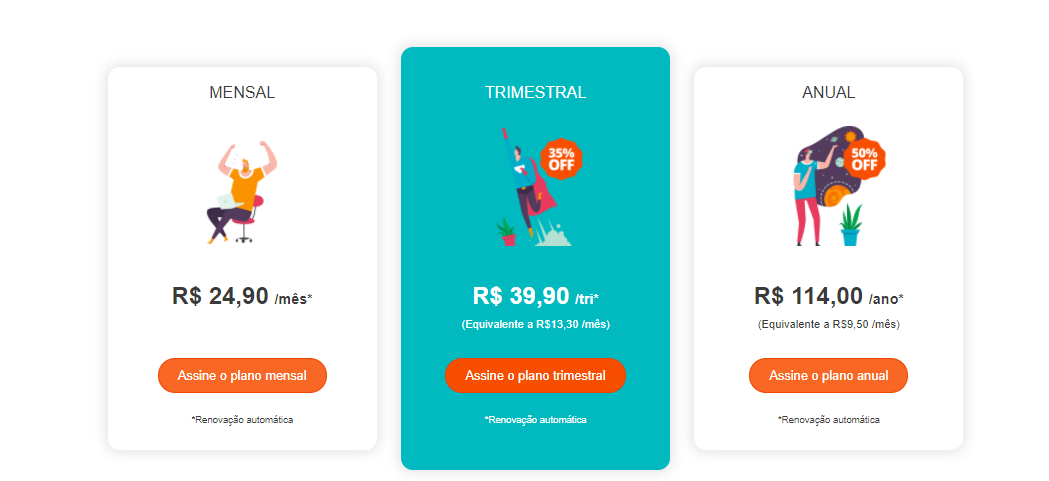 MENSAL
R$ 24,90 /mês*
Assine o plano mensal
*Renovação automática
TRIMESTRAL
35%
OFF
R$ 39,90 /tri*
(Equivalente a R$13,30 /mês)
Assine o plano trimestral
*Renovação automática
ANUAL
50%
OFF
R$ 114,00 /ano*
(Equivalente a R$9,50 /mês)
Assine o plano anual
*Renovação automática